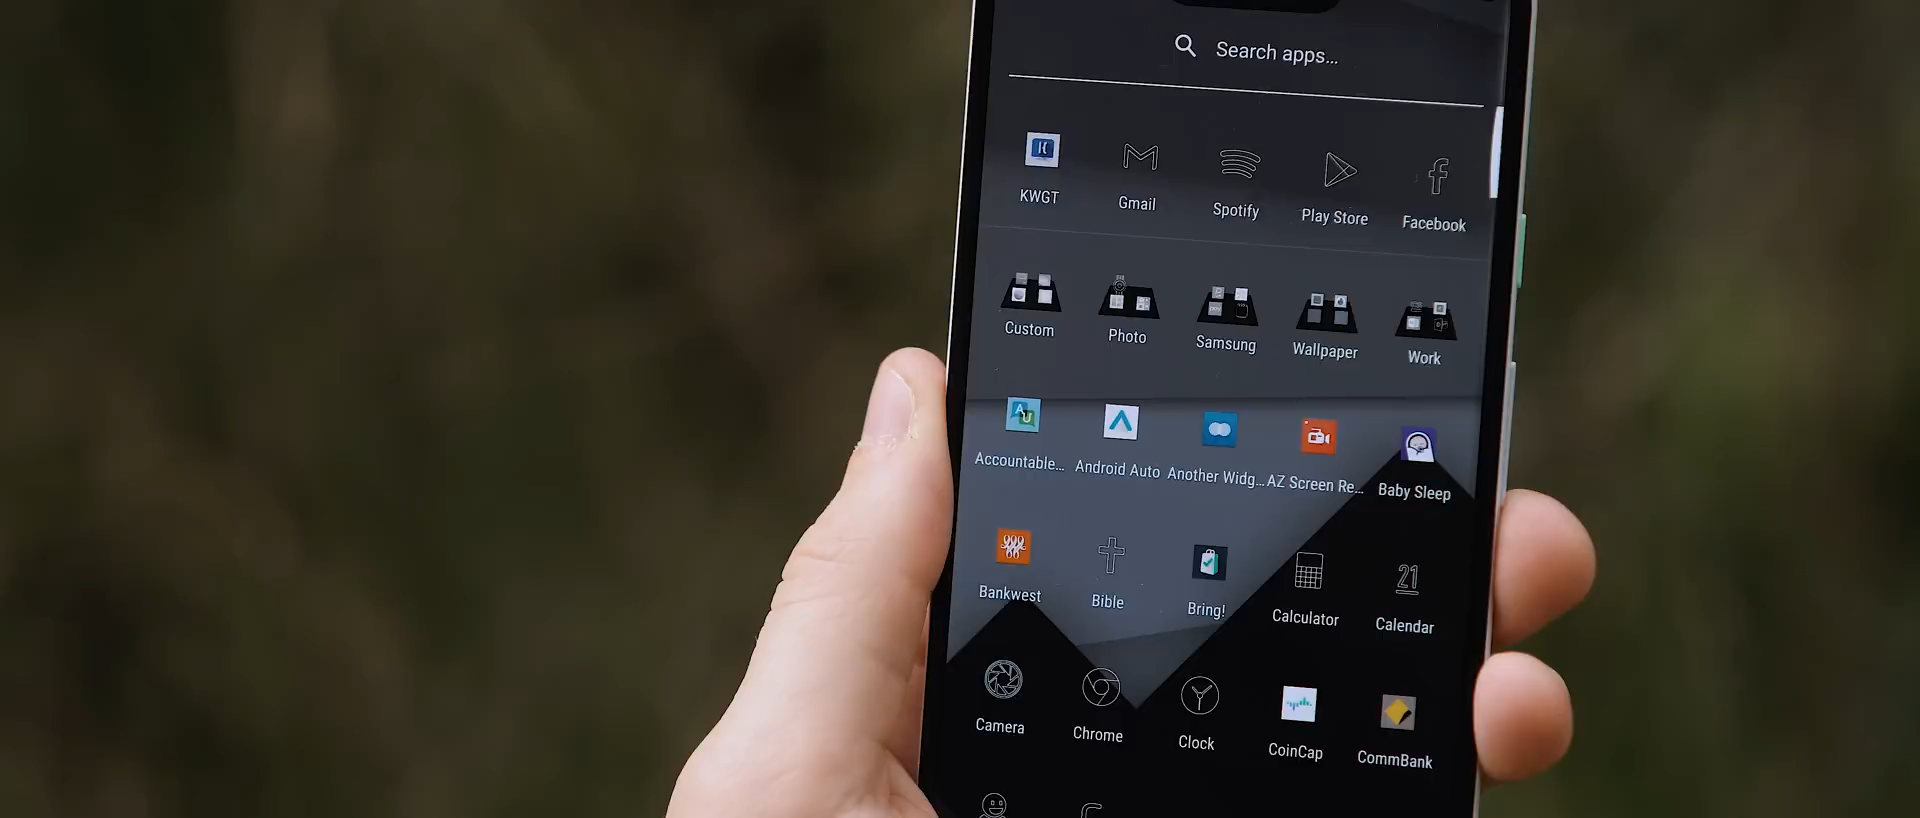 Search apps...
KWGT
Gmail
Spotify
Play Store
Facebook
Custom
Photo
Samsung
Wallpaper
Work
Accountable...
Android Auto
Another Widg...
AZ Screen Re...
Baby Sleep
Bankwest
Bible
Bring!
21
Calculator
Calendar
Camera
Chrome
Clock
CoinCap
CommBank